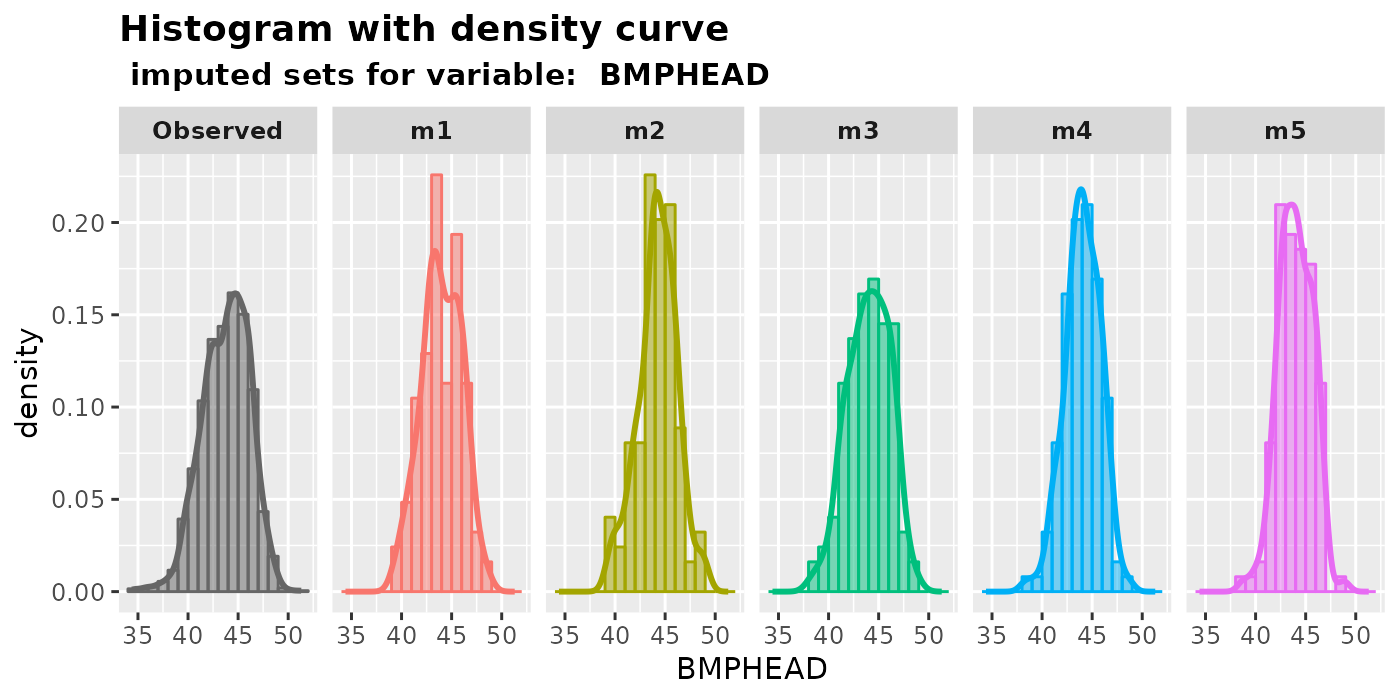 Histogram with density curve
imputed sets for variable:  BMPHEAD
Observed m1 m2 m3 m4 m5
0.20
0.15
0.10
0.05
0.00
density
35 40 45 50 35 40 45 50 35 40 45 50 35 40 45 50 35 40 45 50 35 40 45 50
BMPHEAD